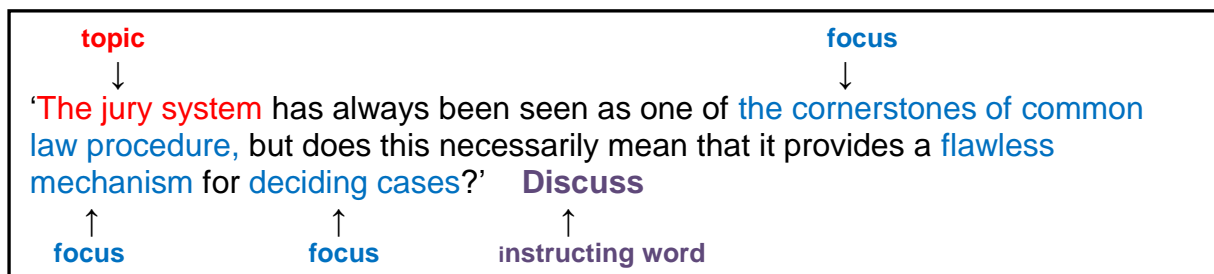 topic focus
‘The jury system has always been seen as one of the cornerstones of common
law procedure, but does this necessarily mean that it provides a flawless
mechanism for deciding cases?’ Discuss
focus focus instructing word